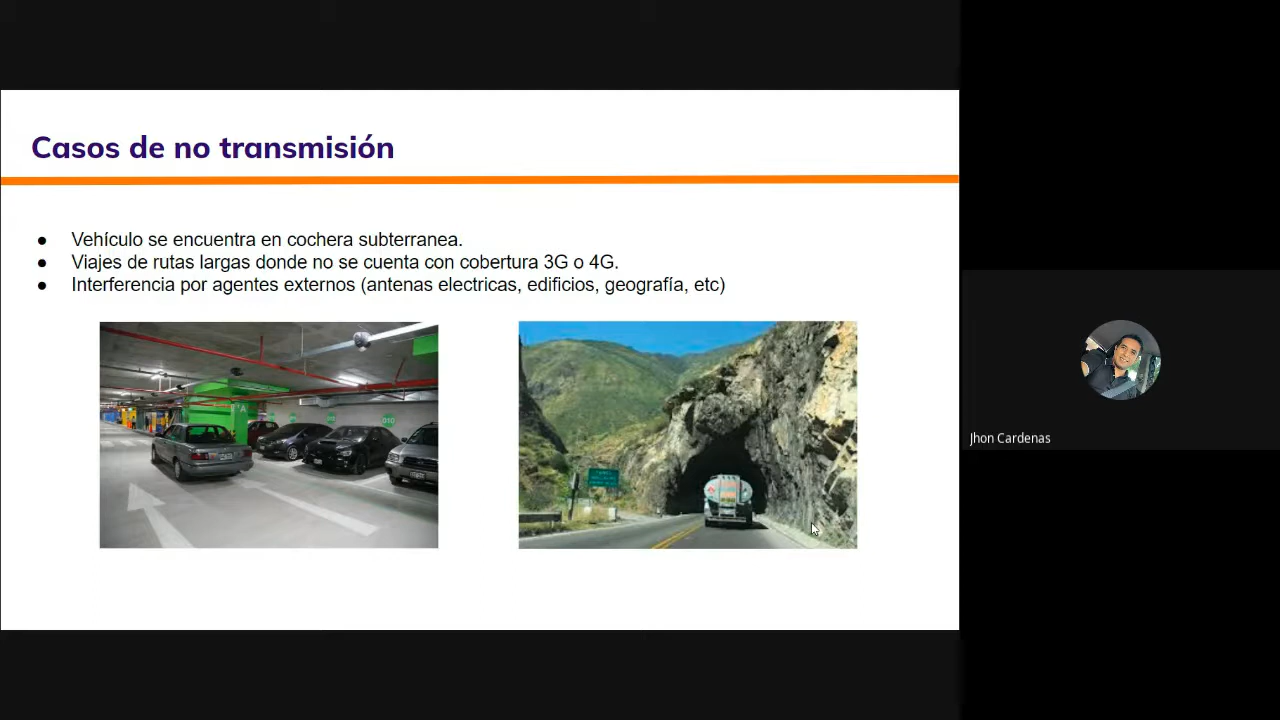 Casos de no transmisión
● Vehículo se encuentra en cochera subterranea.
● Viajes de rutas largas donde no se cuenta con cobertura 3G o 4G.
● Interferencia por agentes externos (antenas electricas, edificios, geografía, etc)
Jhon Cardenas